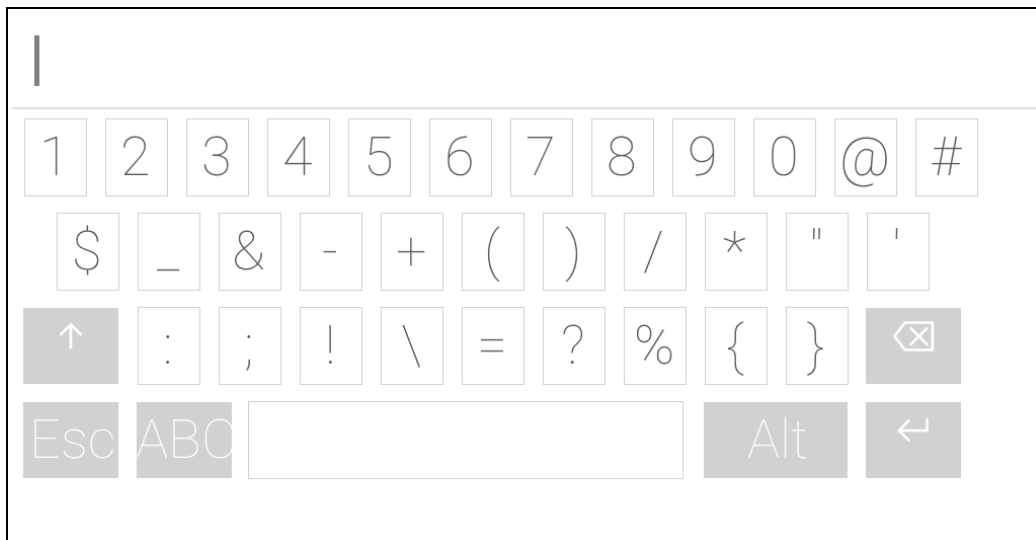 1 2 3 4 5 6 7 8 9 0 @ #
$ _ & - + ( ) / * " '
↑ : ; ! \ = ? % { } ⌫
Esc ABC Alt ↵